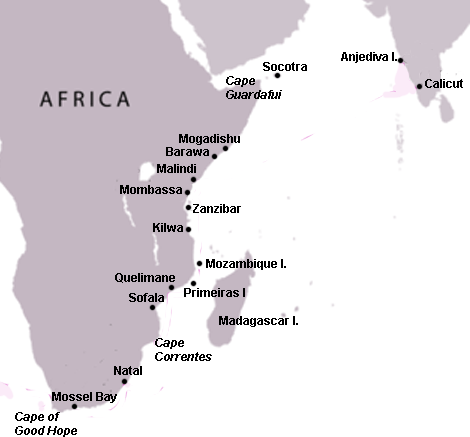 Anjediva I.
Socotra
Cape
Guardafui
Calicut
AFRICA
Mogadishu
Barawa
Malindi
Mombassa
Zanzibar
Kilwa
Mozambique I.
Quelimane
Primeiras I
Sofala
Madagascar I.
Cape
Correntes
Natal
Mossel Bay
Cape of
Good Hope